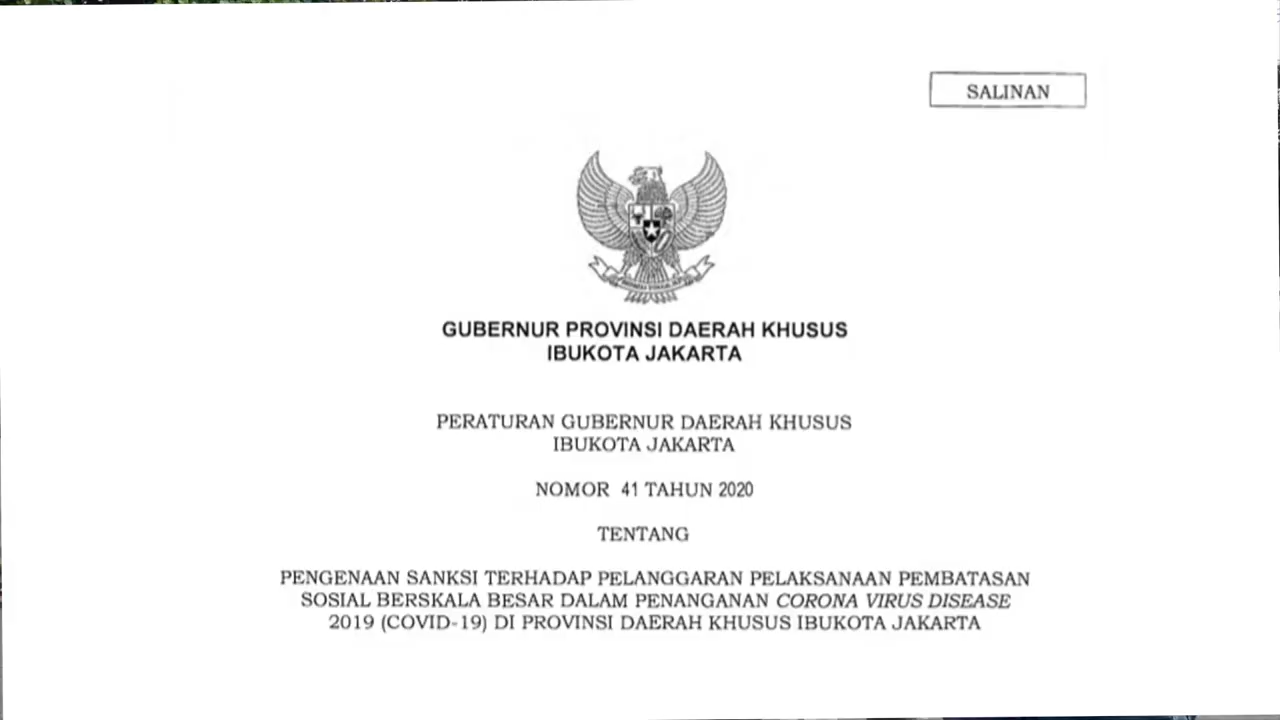 SALINAN
GUBERNUR PROVINSI DAERAH KHUSUS
IBUKOTA JAKARTA
PERATURAN GUBERNUR DAERAH KHUSUS
IBUKOTA JAKARTA
NOMOR 41 TAHUN 2020
TENTANG
PENGENAAN SANKSI TERHADAP PELANGGARAN PELAKSANAAN PEMBATASAN
SOSIAL BERSKALA BESAR DALAM PENANGANAN CORONA VIRUS DISEASE
2019 (COVID-19) DI PROVINSI DAERAH KHUSUS IBUKOTA JAKARTA